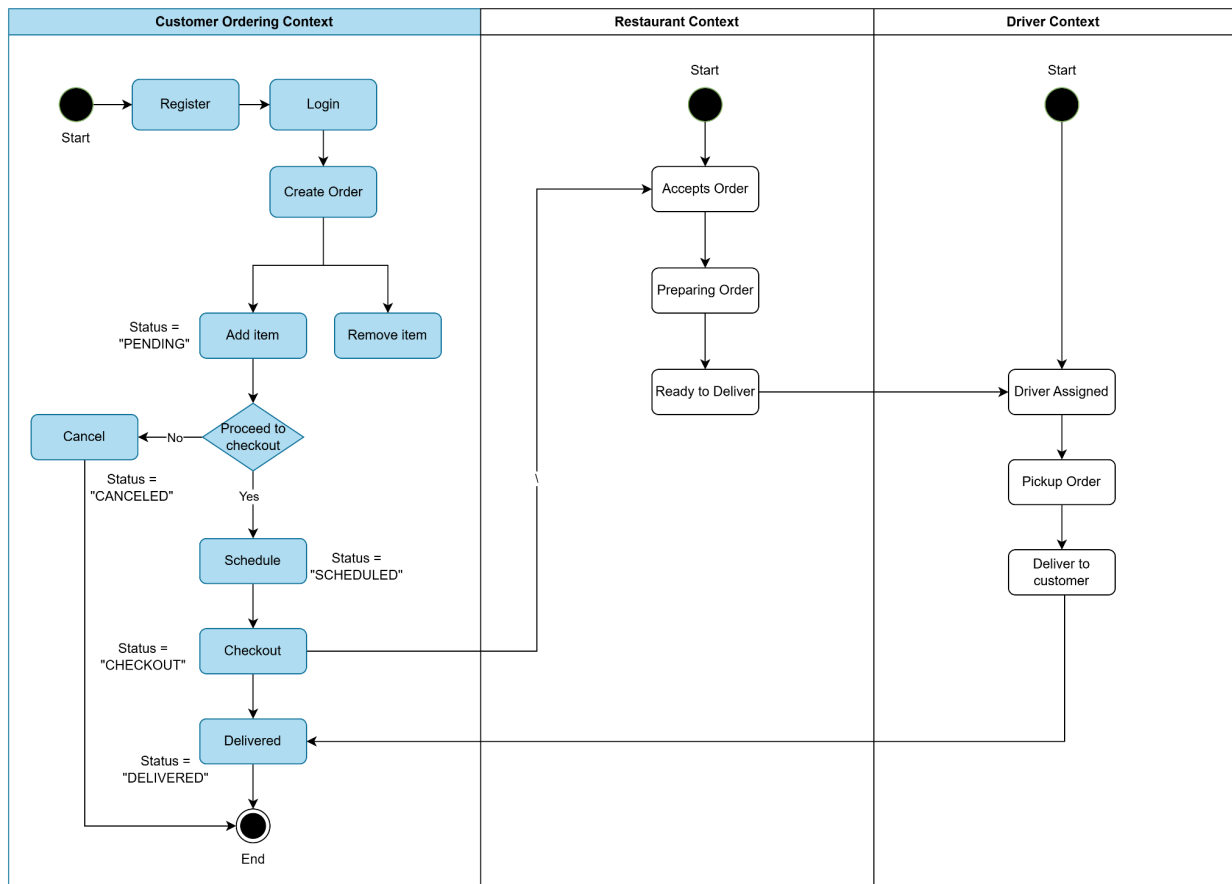 Customer Ordering Context
Restaurant Context
Driver Context
Start
Register
Login
Create Order
Status =
"PENDING"
Add item
Remove item
Proceed to
checkout
No
Cancel
Status =
"CANCELED"
Yes
Schedule
Status =
"SCHEDULED"
Status =
"CHECKOUT"
Checkout
Delivered
Status =
"DELIVERED"
End
Start
Accepts Order
Preparing Order
Ready to Deliver
\
Start
Driver Assigned
Pickup Order
Deliver to
customer